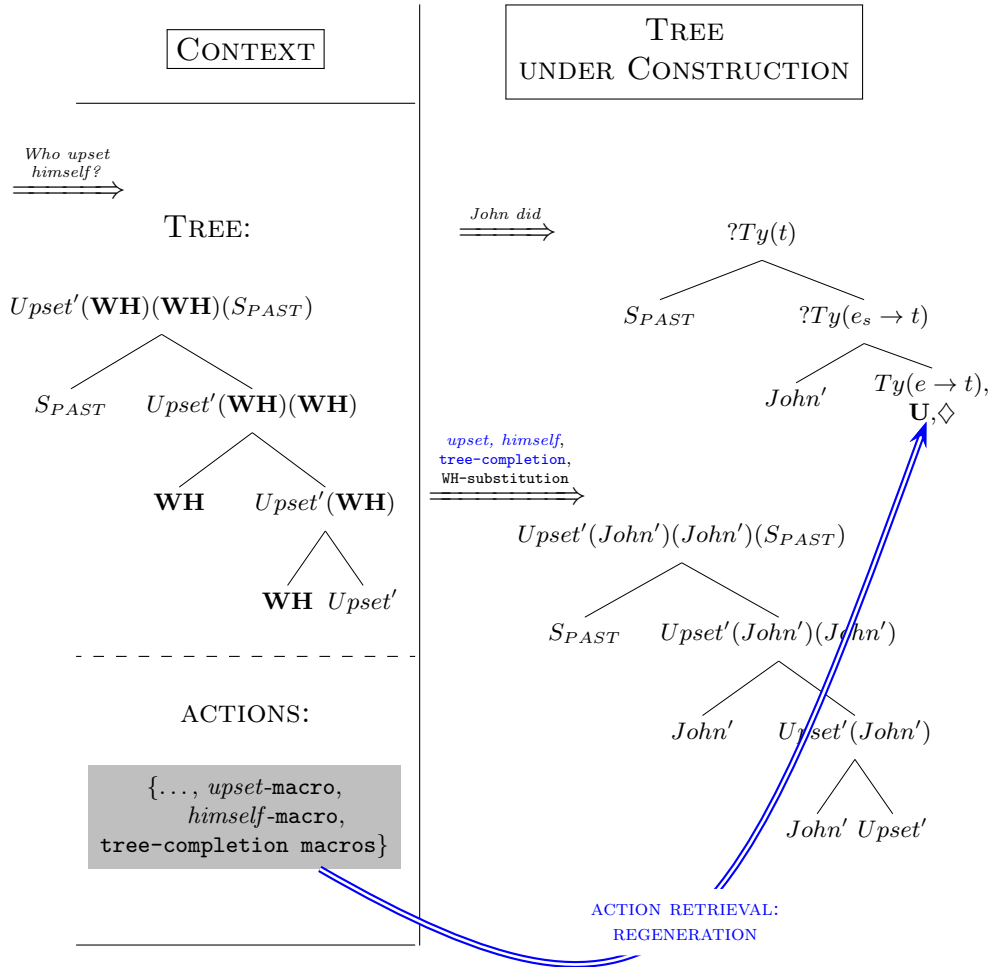 CONTEXT
TREE
UNDER CONSTRUCTION
Who upset
himself?
TREE:
Upset′(WH)(WH)(S_PAST)
S_PAST Upset′(WH)(WH)
WH Upset′(WH)
WH Upset′
ACTIONS:
{..., upset-macro,
himself-macro,
tree-completion macros}
John did
?Ty(t)
S_PAST ?Ty(e_s → t)
John′ Ty(e → t),
U,♢
upset, himself,
tree-completion,
WH-substitution
Upset′(John′)(John′)(S_PAST)
S_PAST Upset′(John′)(John′)
John′ Upset′(John′)
John′ Upset′
ACTION RETRIEVAL:
REGENERATION